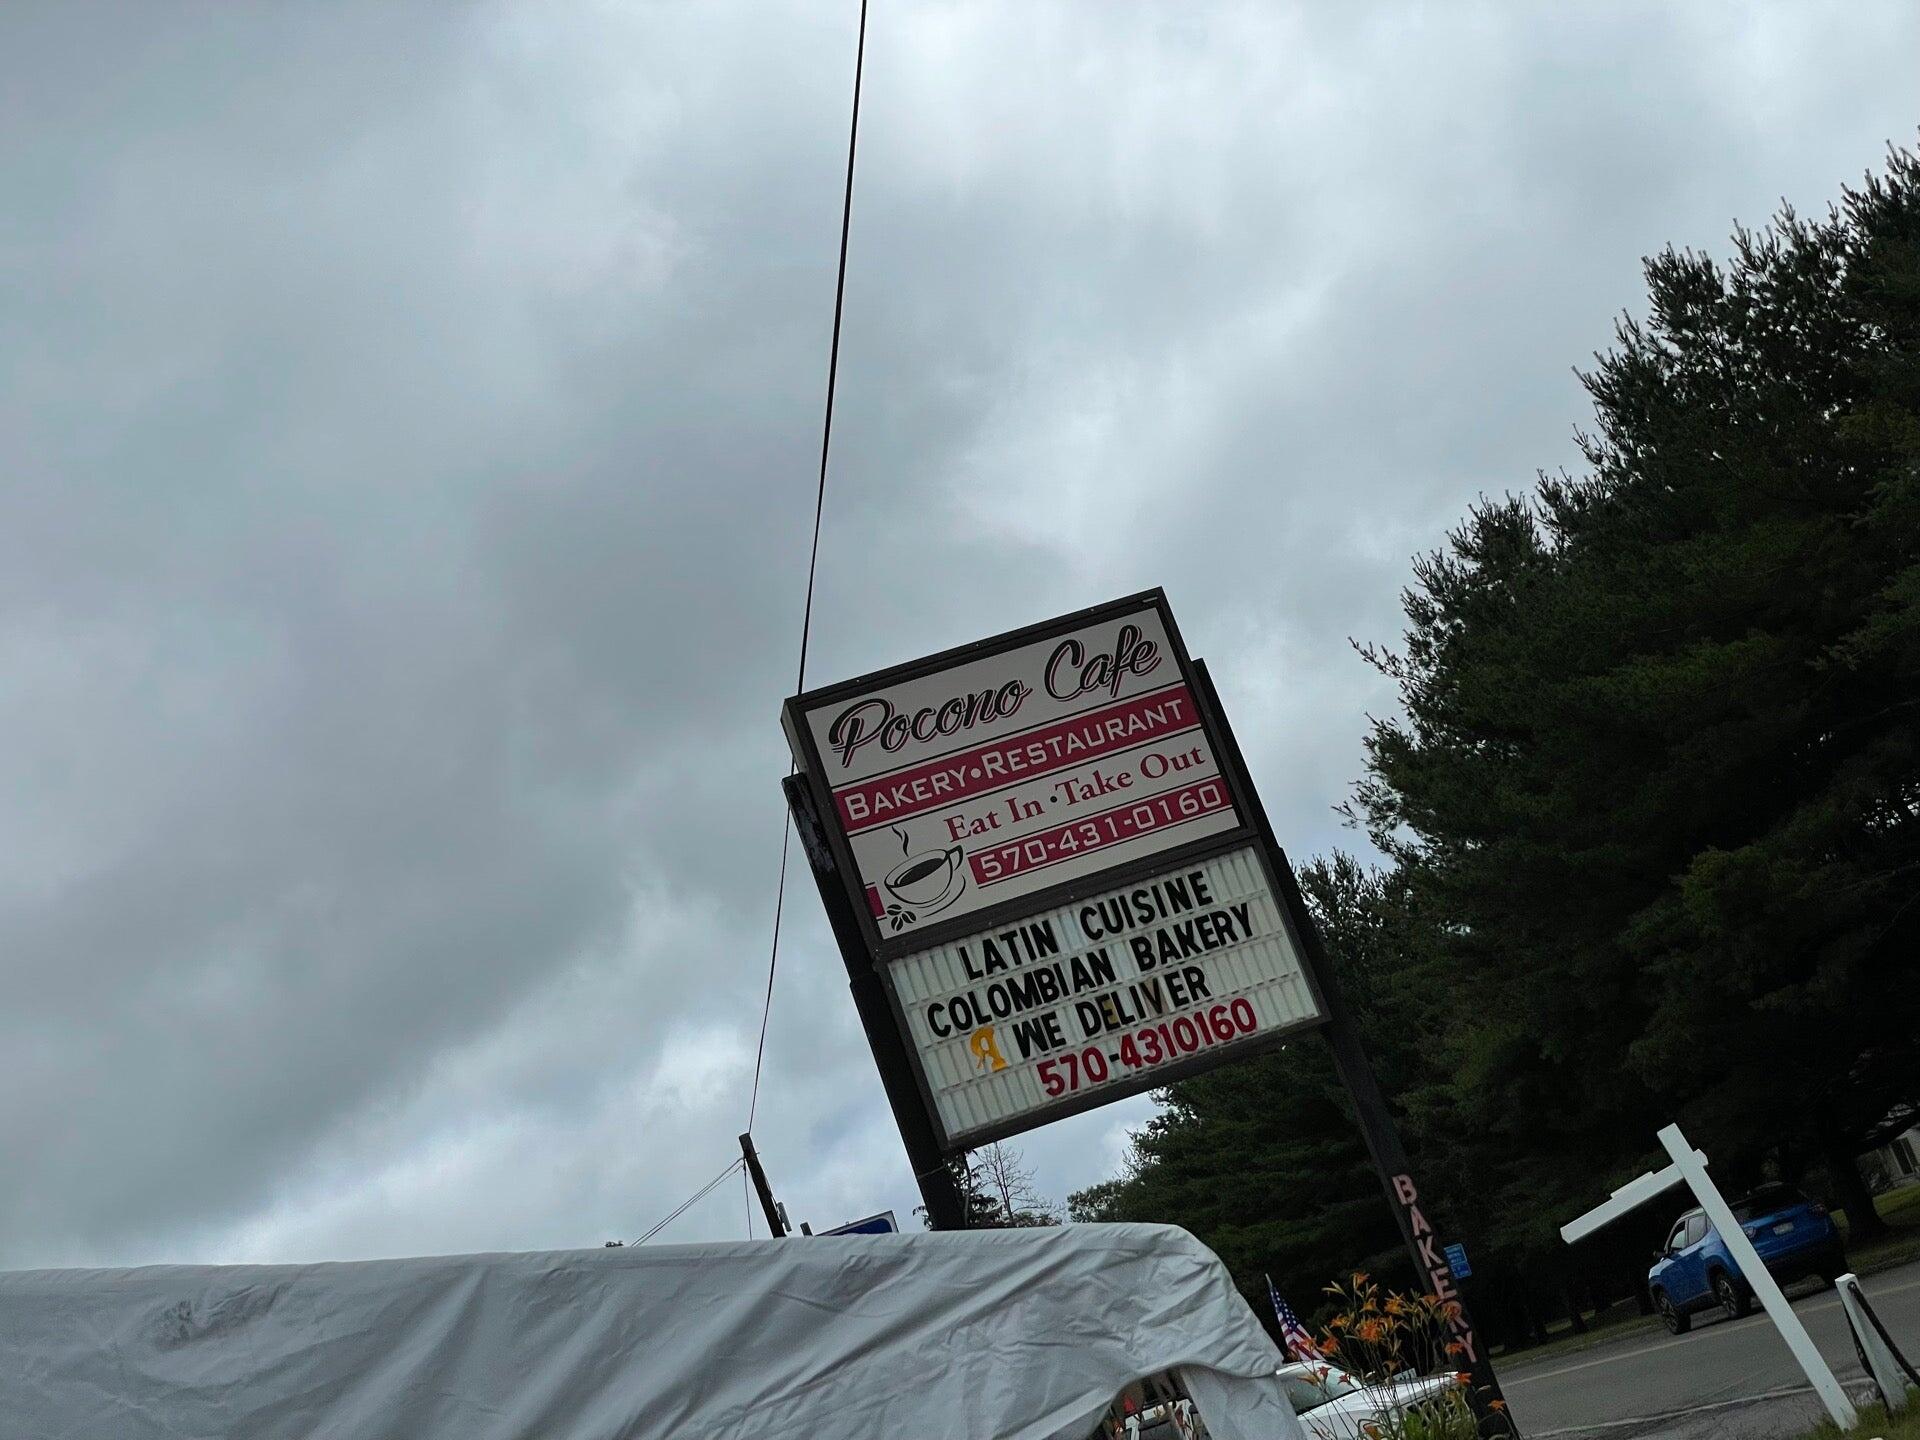 Pocono Cafe
BAKERY•RESTAURANT
Eat In • Take Out
570-431-0160
LATIN CUISINE
COLOMBIAN BAKERY
WE DELIVER
570-4310160
BAKERY